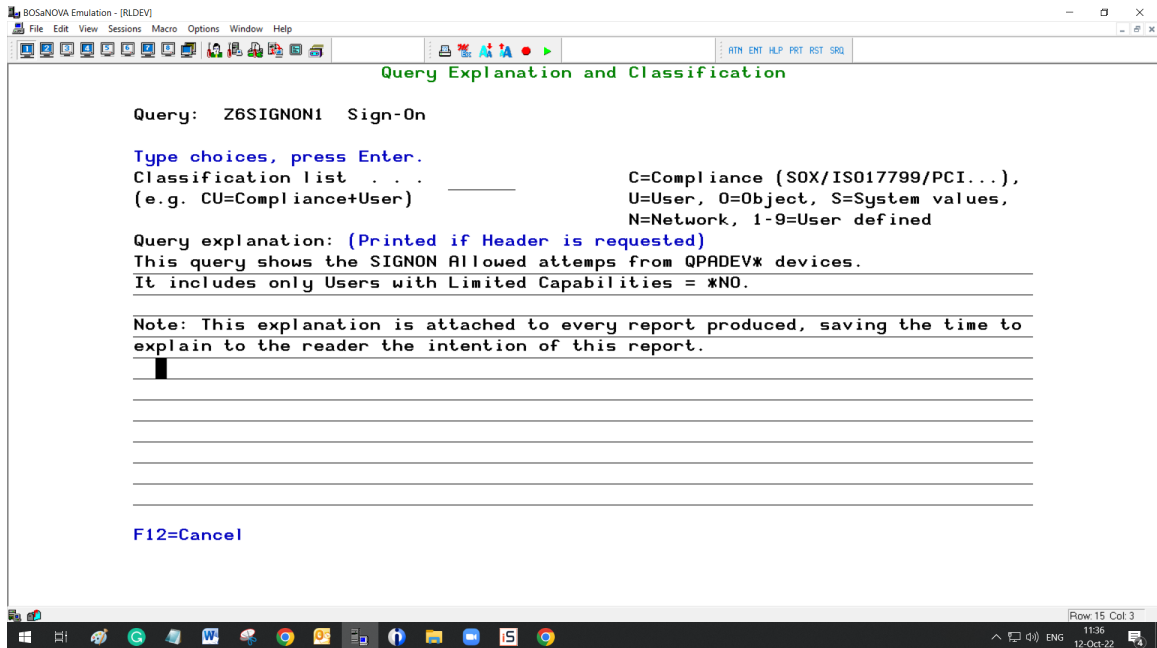 BOSaNOVA Emulation - [RLDEV]
File Edit View Sessions Macro Options Window Help
ATN ENT HLP PRT RST SRQ
Query Explanation and Classification
Query: Z6SIGNON1 Sign-On
Type choices, press Enter.
Classification list . . . C=Compliance (SOX/ISO17799/PCI...),
(e.g. CU=Compliance+User) U=User, O=Object, S=System values,
N=Network, 1-9=User defined
Query explanation: (Printed if Header is requested)
This query shows the SIGNON Allowed attemps from QPADEV* devices.
It includes only Users with Limited Capabilities = *NO.
Note: This explanation is attached to every report produced, saving the time to
explain to the reader the intention of this report.
F12=Cancel
Row: 15 Col: 3
ENG 11:36
12-Oct-22